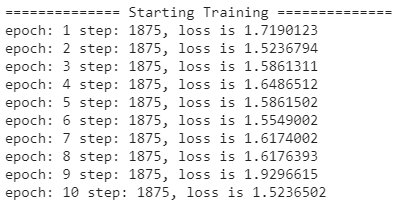 ============== Starting Training ==============
epoch: 1 step: 1875, loss is 1.7190123
epoch: 2 step: 1875, loss is 1.5236794
epoch: 3 step: 1875, loss is 1.5861311
epoch: 4 step: 1875, loss is 1.6486512
epoch: 5 step: 1875, loss is 1.5861502
epoch: 6 step: 1875, loss is 1.5549002
epoch: 7 step: 1875, loss is 1.6174002
epoch: 8 step: 1875, loss is 1.6176393
epoch: 9 step: 1875, loss is 1.9296615
epoch: 10 step: 1875, loss is 1.5236502